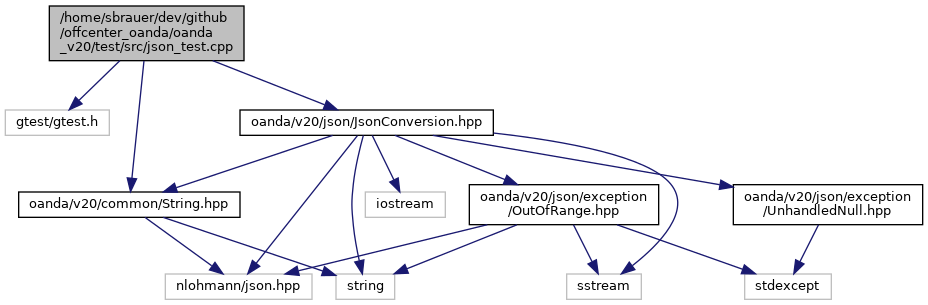 /home/sbrauer/dev/github
/offcenter_oanda/oanda
_v20/test/src/json_test.cpp
gtest/gtest.h
oanda/v20/json/JsonConversion.hpp
oanda/v20/common/String.hpp
iostream
oanda/v20/json/exception
/OutOfRange.hpp
oanda/v20/json/exception
/UnhandledNull.hpp
nlohmann/json.hpp
string
sstream
stdexcept